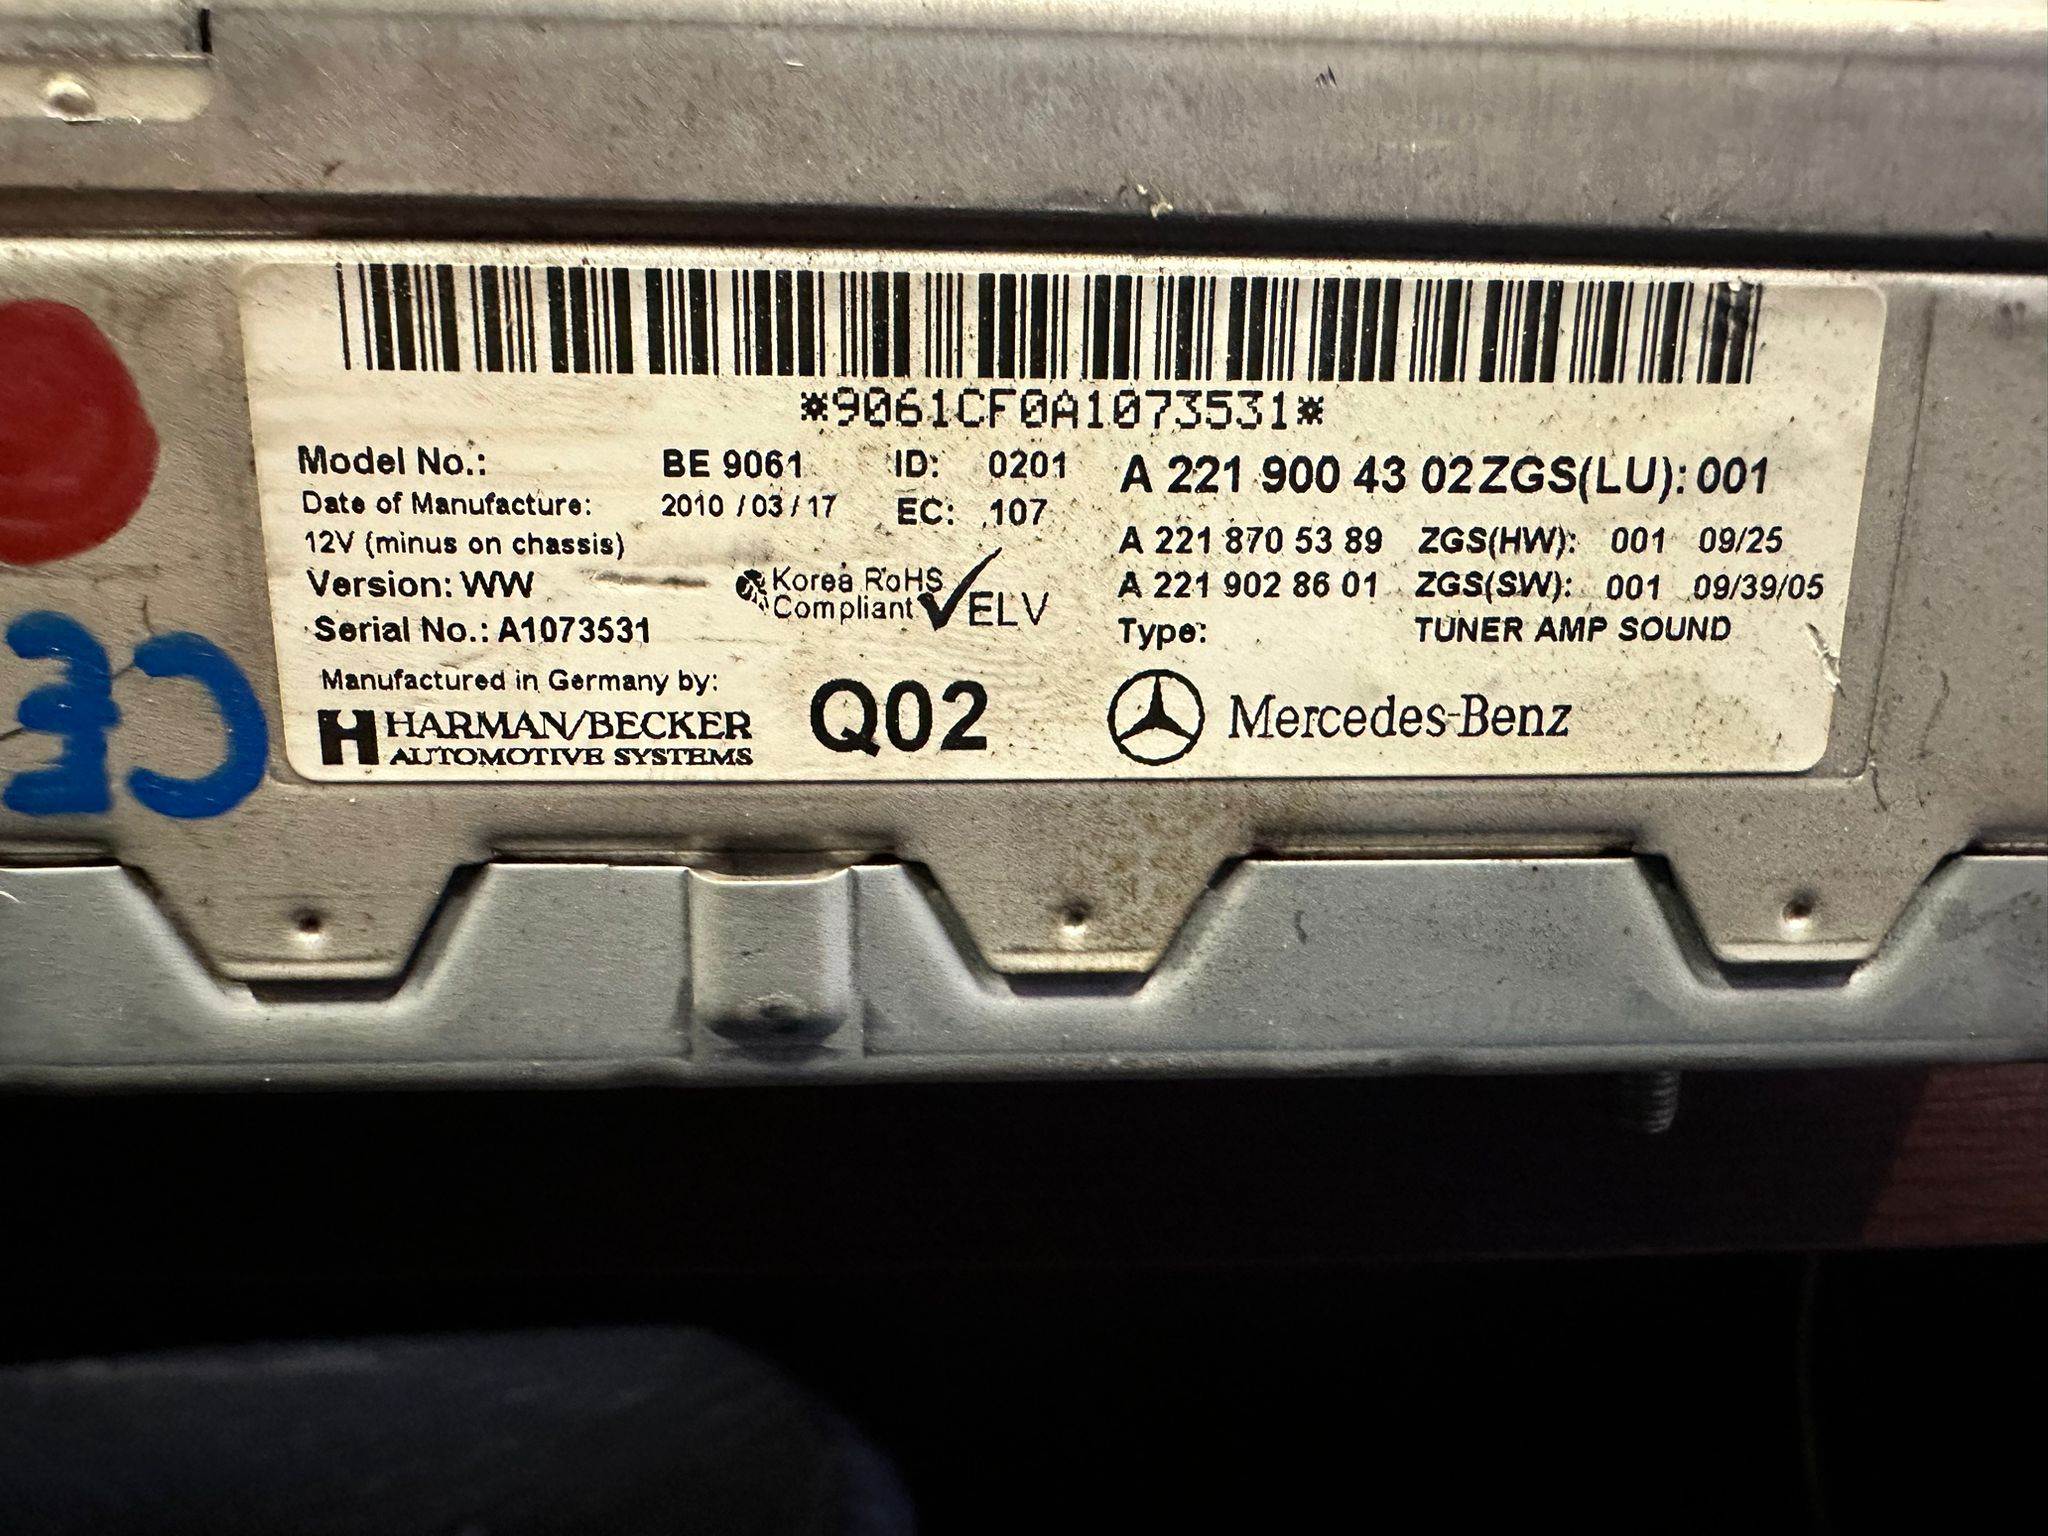 *9061CF0A1073531*
Model No.: BE 9061 ID: 0201 A 221 900 43 02 ZGS(LU): 001
Date of Manufacture: 2010 / 03 / 17 EC: 107
12V (minus on chassis) A 221 870 53 89 ZGS(HW): 001 09/25
Version: WW Korea RoHS Compliant ELV A 221 902 86 01 ZGS(SW): 001 09/39/05
Serial No.: A1073531 Type: TUNER AMP SOUND
Manufactured in Germany by:
HARMAN/BECKER Q02 Mercedes-Benz
AUTOMOTIVE SYSTEMS